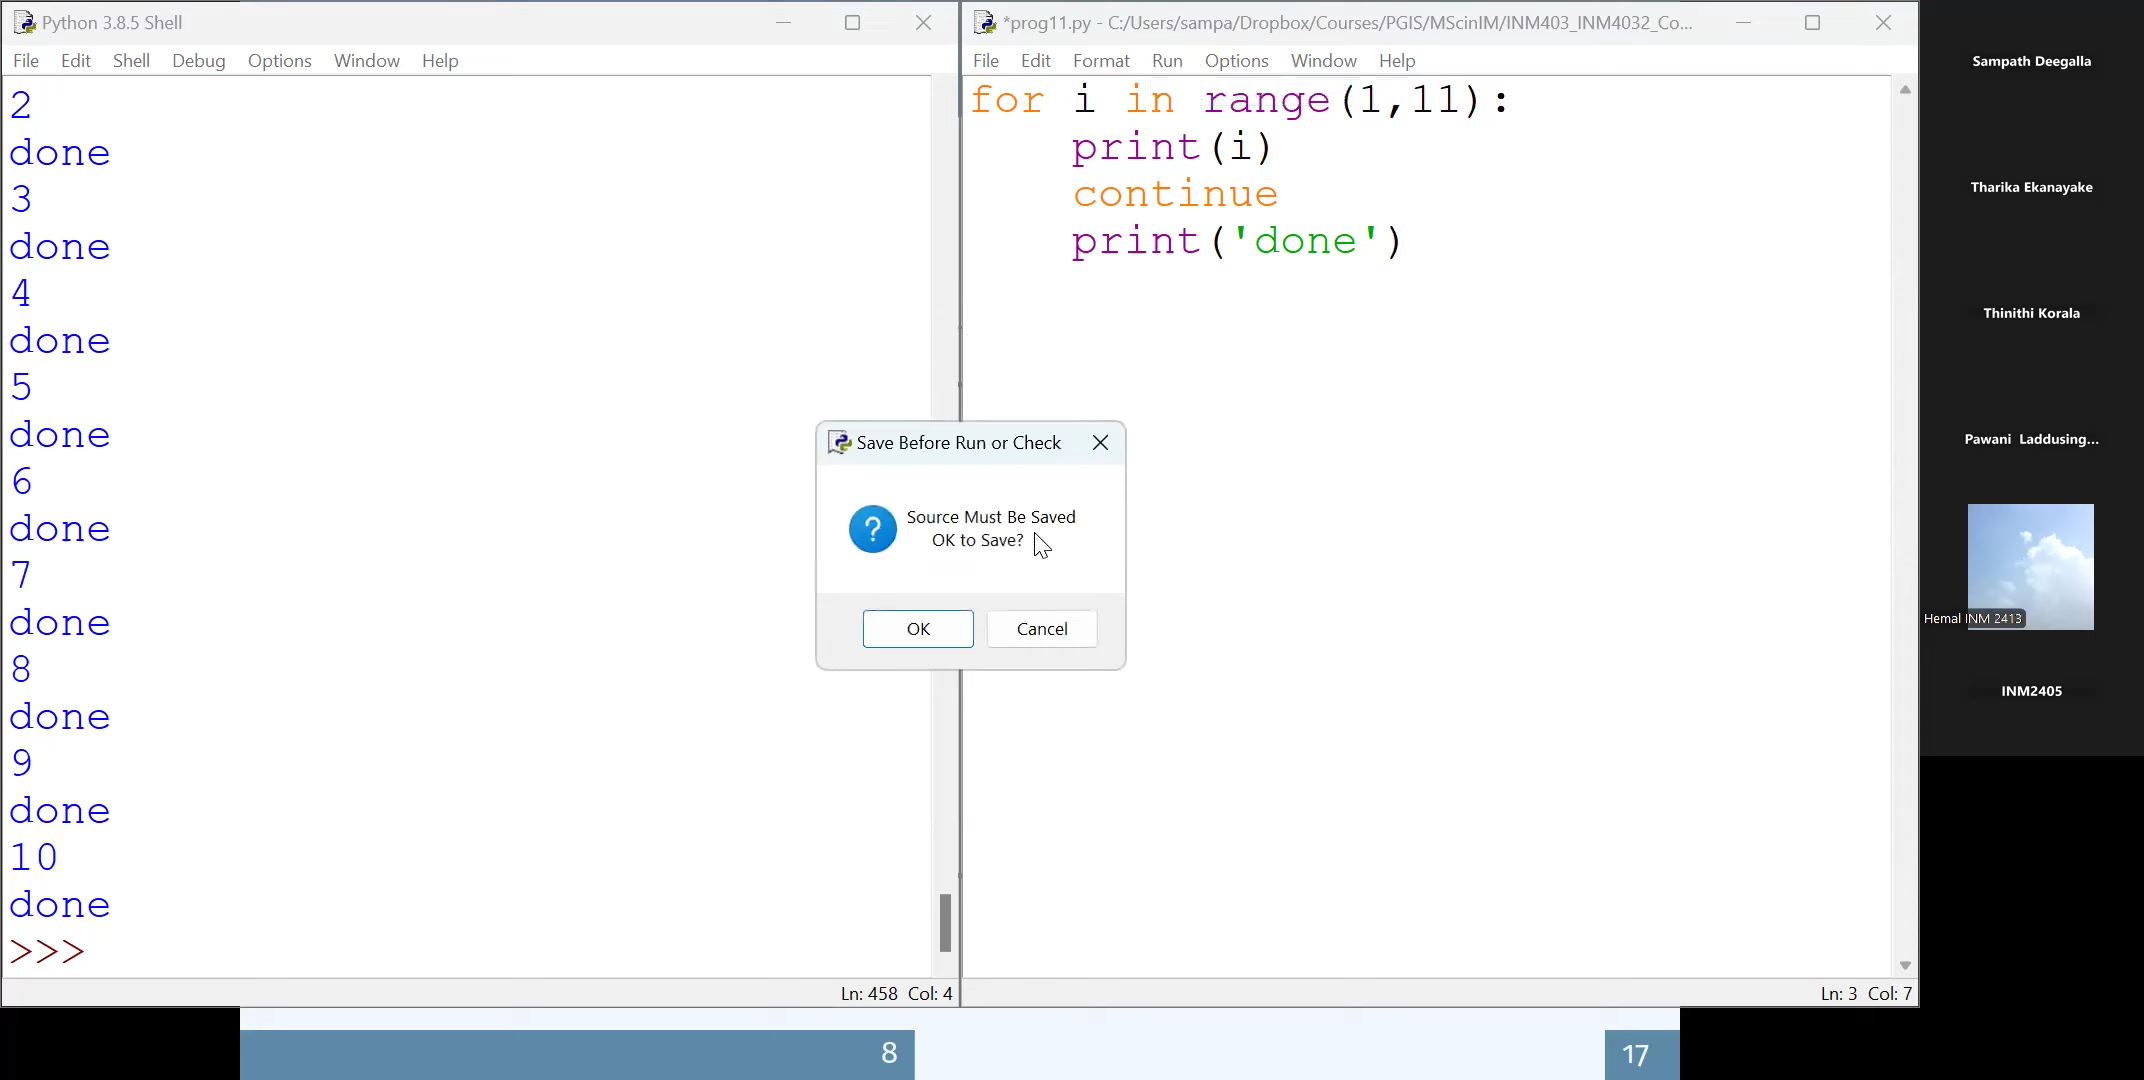 Python 3.8.5 Shell
File Edit Shell Debug Options Window Help
2
done
3
done
4
done
5
done
6
done
7
done
8
done
9
done
10
done
>>>
Ln: 458 Col: 4
*prog11.py - C:/Users/sampa/Dropbox/Courses/PGIS/MScinIM/INM403_INM4032_Co...
File Edit Format Run Options Window Help
for i in range(1,11):
    print(i)
    continue
    print('done')
Ln: 3 Col: 7
Save Before Run or Check
Source Must Be Saved
OK to Save?
OK Cancel
Sampath Deegalla
Tharika Ekanayake
Thinithi Korala
Pawani Laddusing...
Hemal INM 2413
INM2405
8
17